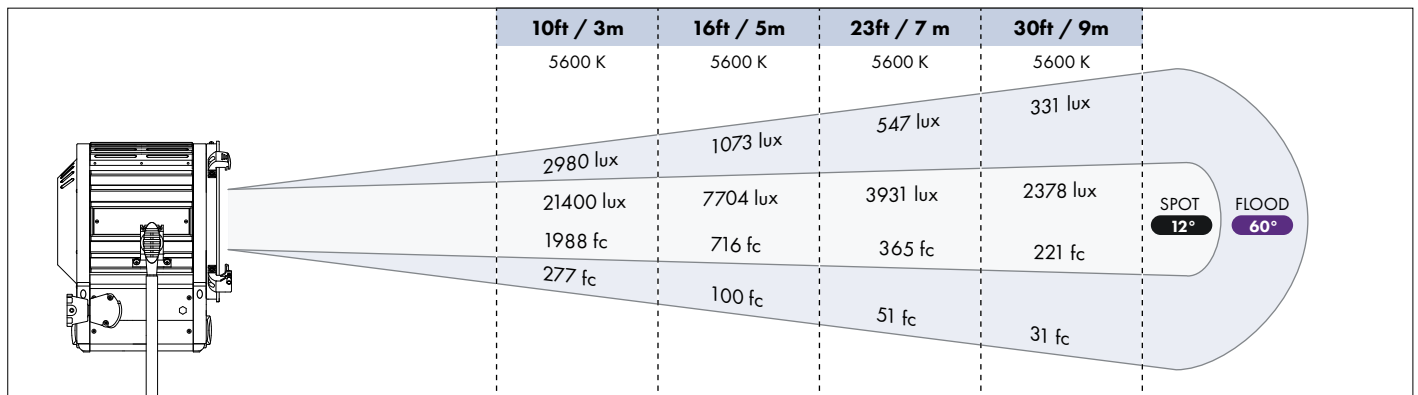 10ft / 3m 16ft / 5m 23ft / 7 m 30ft / 9m
5600 K 5600 K 5600 K 5600 K
2980 lux 1073 lux 547 lux 331 lux
21400 lux 7704 lux 3931 lux 2378 lux
SPOT FLOOD
12° 60°
1988 fc 716 fc 365 fc 221 fc
277 fc 100 fc 51 fc 31 fc